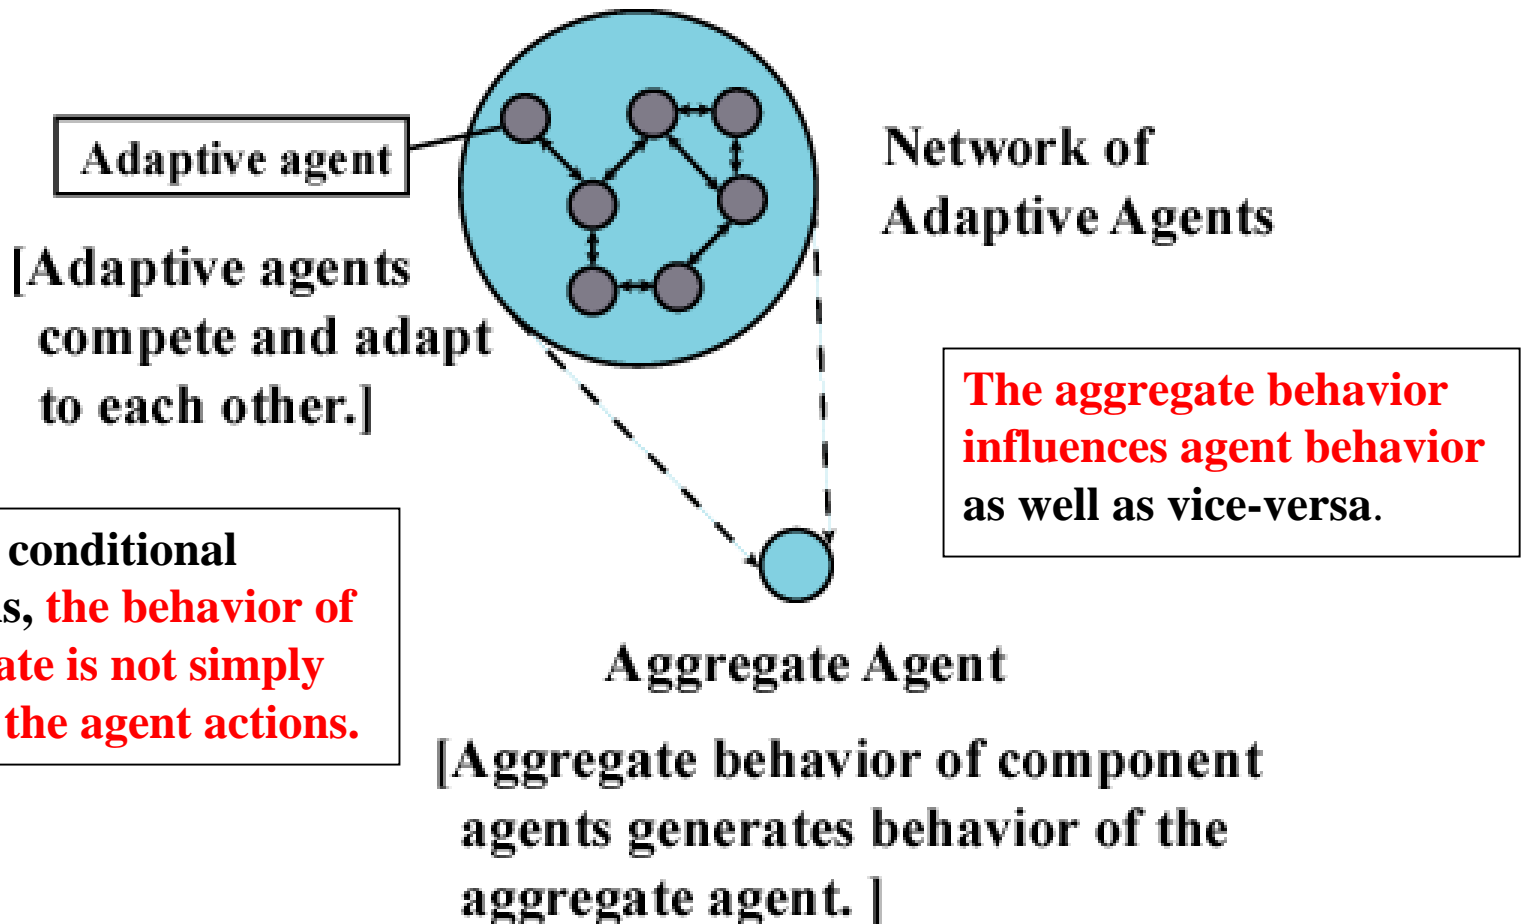 Adaptive agent
[Adaptive agents
compete and adapt
to each other.]
Network of
Adaptive Agents
The aggregate behavior
influences agent behavior
as well as vice-versa.
conditional
s, the behavior of
ate is not simply
the agent actions.
Aggregate Agent
[Aggregate behavior of component
agents generates behavior of the
aggregate agent. ]